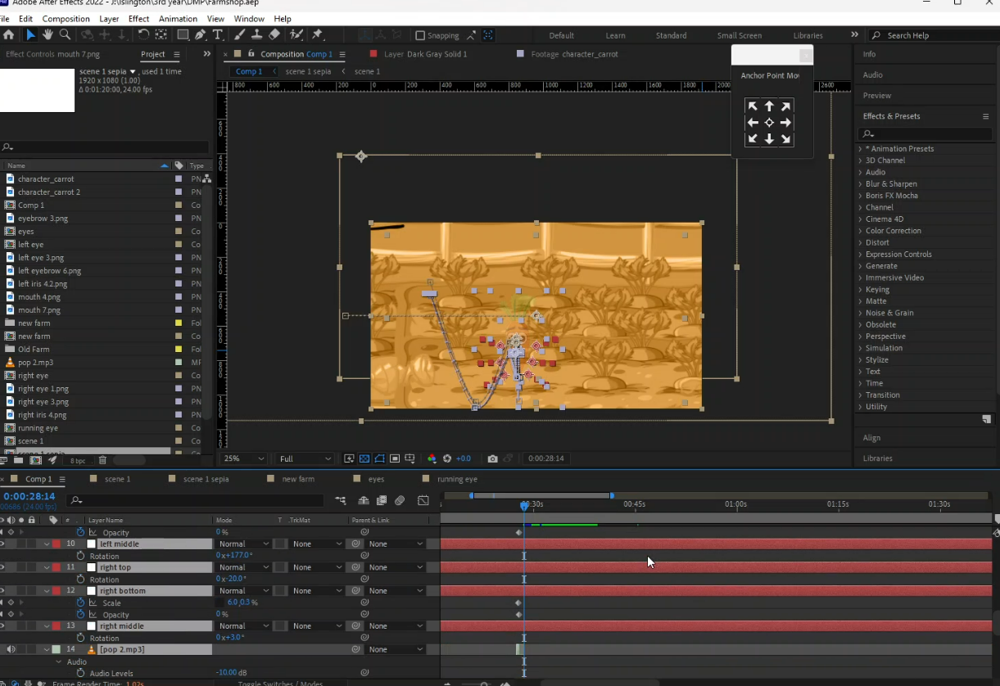 Adobe After Effects 2022 - J:\Islington\3rd year\DMP\Farmshop.aep
File Edit Composition Layer Effect Animation View Window Help
Snapping Default Learn Standard Small Screen Libraries Search Help
Effect Controls mouth 7.png Project Composition Comp 1 Layer Dark Gray Solid 1 Footage character_carrot Info
scene 1 sepia , used 1 time
1920 x 1080 (1.00)
Δ 0:01:20:00, 24.00 fps
Comp 1 scene 1 sepia scene 1
Anchor Point Mov
Audio
Preview
Effects & Presets
Name Type
character_carrot PN
character_carrot 2 PN
Comp 1 Co
eyebrow 3.png PN
eyes Co
left eye Co
left eye 3.png PN
left eyebrow 6.png PN
left iris 4.2.png PN
mouth 4.png PN
mouth 7.png PN
new farm Fol
new farm Co
Old Farm Fol
pop 2.mp3 MF
right eye Co
right eye 1.png PN
right eye 3.png PN
right iris 4.png PN
running eye Co
scene 1 Co
scene 1 sepia Co
8 bpc
* Animation Presets
3D Channel
Audio
Blur & Sharpen
Boris FX Mocha
Channel
Cinema 4D
Color Correction
Distort
Expression Controls
Generate
Immersive Video
Keying
Matte
Noise & Grain
Obsolete
Perspective
Simulation
Stylize
Text
Time
Transition
Utility
Align
Libraries
25% Full +0.0 0:00:28:14
Comp 1 scene 1 scene 1 sepia new farm eyes running eye
0:00:28:14
00686 (24.00 fps)
:30s 00:45s 01:00s 01:15s 01:30s
# Layer Name Mode T .TrkMat Parent & Link
Opacity 0%
10 left middle Normal None None
Rotation 0x+177.0°
11 right top Normal None None
Rotation 0x-20.0°
12 right bottom Normal None None
Scale 6.0,0.3%
Opacity 0%
13 right middle Normal None None
Rotation 0x+3.0°
14 [pop 2.mp3] None
Audio
Audio Levels -10.00 dB
Frame Render Time: 1.02s Toggle Switches / Modes